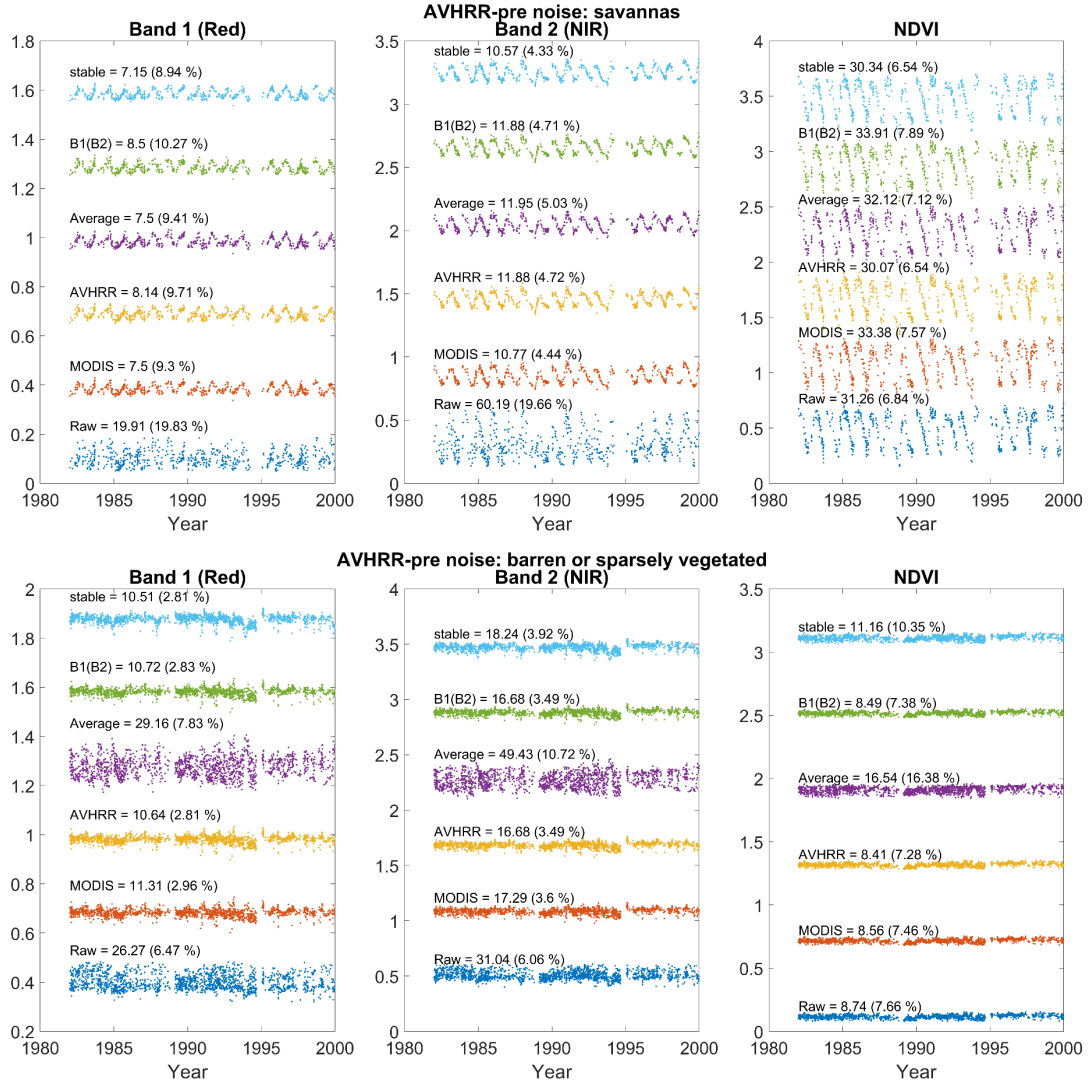 AVHRR-pre noise: savannas
Band 1 (Red)
1.8
1.6
1.4
1.2
1
0.8
0.6
0.4
0.2
0
stable = 7.15 (8.94 %)
B1(B2) = 8.5 (10.27 %)
Average = 7.5 (9.41 %)
AVHRR = 8.14 (9.71 %)
MODIS = 7.5 (9.3 %)
Raw = 19.91 (19.83 %)
1980 1985 1990 1995 2000
Year
Band 2 (NIR)
3.5
3
2.5
2
1.5
1
0.5
0
stable = 10.57 (4.33 %)
B1(B2) = 11.88 (4.71 %)
Average = 11.95 (5.03 %)
AVHRR = 11.88 (4.72 %)
MODIS = 10.77 (4.44 %)
Raw = 60.19 (19.66 %)
1980 1985 1990 1995 2000
Year
NDVI
4
3.5
3
2.5
2
1.5
1
0.5
0
stable = 30.34 (6.54 %)
B1(B2) = 33.91 (7.89 %)
Average = 32.12 (7.12 %)
AVHRR = 30.07 (6.54 %)
MODIS = 33.38 (7.57 %)
Raw = 31.26 (6.84 %)
1980 1985 1990 1995 2000
Year
AVHRR-pre noise: barren or sparsely vegetated
Band 1 (Red)
2
1.8
1.6
1.4
1.2
1
0.8
0.6
0.4
0.2
stable = 10.51 (2.81 %)
B1(B2) = 10.72 (2.83 %)
Average = 29.16 (7.83 %)
AVHRR = 10.64 (2.81 %)
MODIS = 11.31 (2.96 %)
Raw = 26.27 (6.47 %)
1980 1985 1990 1995 2000
Year
Band 2 (NIR)
4
3.5
3
2.5
2
1.5
1
0.5
0
stable = 18.24 (3.92 %)
B1(B2) = 16.68 (3.49 %)
Average = 49.43 (10.72 %)
AVHRR = 16.68 (3.49 %)
MODIS = 17.29 (3.6 %)
Raw = 31.04 (6.06 %)
1980 1985 1990 1995 2000
Year
NDVI
3.5
3
2.5
2
1.5
1
0.5
0
stable = 11.16 (10.35 %)
B1(B2) = 8.49 (7.38 %)
Average = 16.54 (16.38 %)
AVHRR = 8.41 (7.28 %)
MODIS = 8.56 (7.46 %)
Raw = 8.74 (7.66 %)
1980 1985 1990 1995 2000
Year